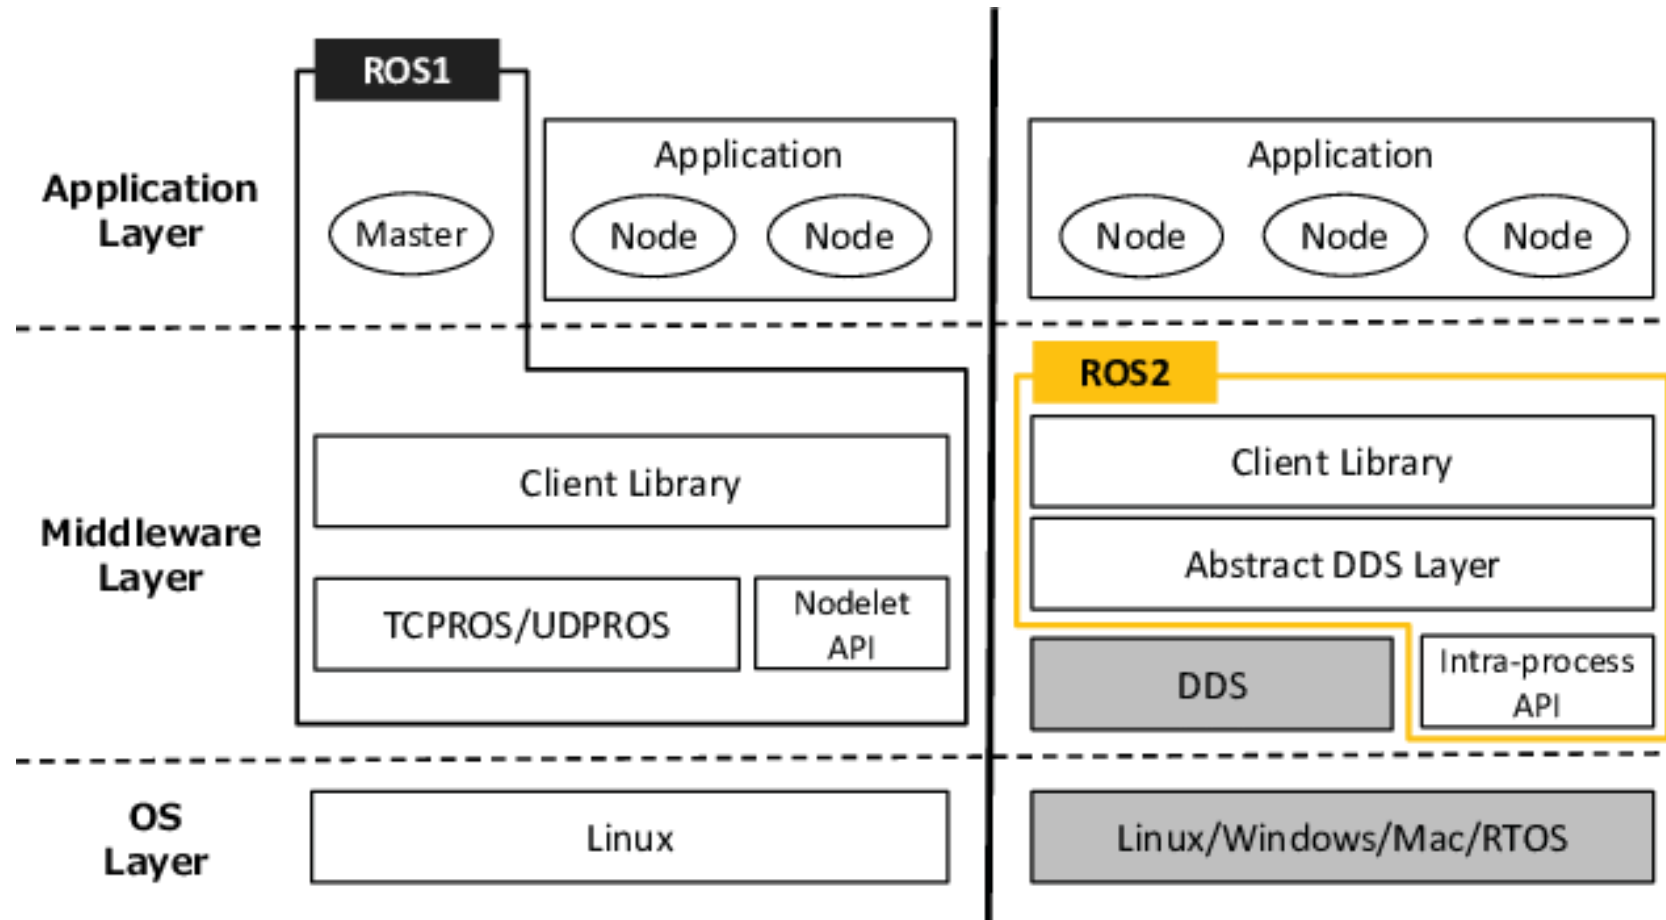 ROS1
Application
Layer
Master
Application
Node
Node
Application
Node
Node
Node
Middleware
Layer
Client Library
TCPROS/UDPROS
Nodelet
API
ROS2
Client Library
Abstract DDS Layer
DDS
Intra-process
API
OS
Layer
Linux
Linux/Windows/Mac/RTOS